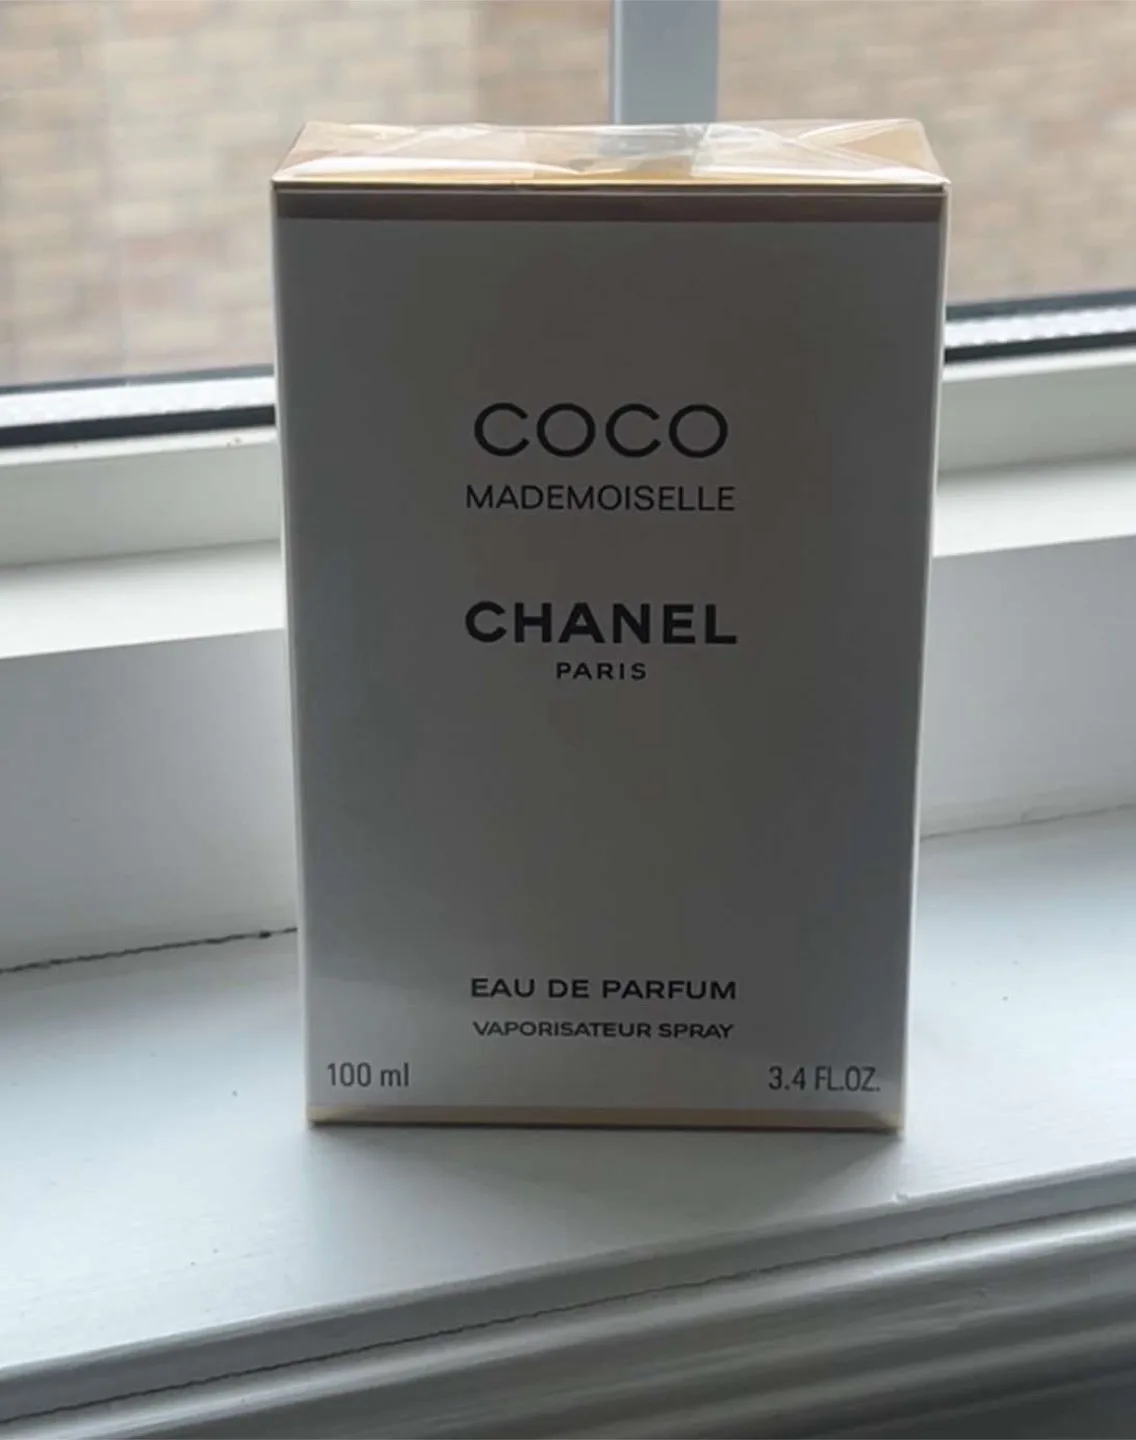 COCO
MADEMOISELLE
CHANEL
PARIS
EAU DE PARFUM
VAPORISATEUR SPRAY
100 ml 3.4 FL.OZ.